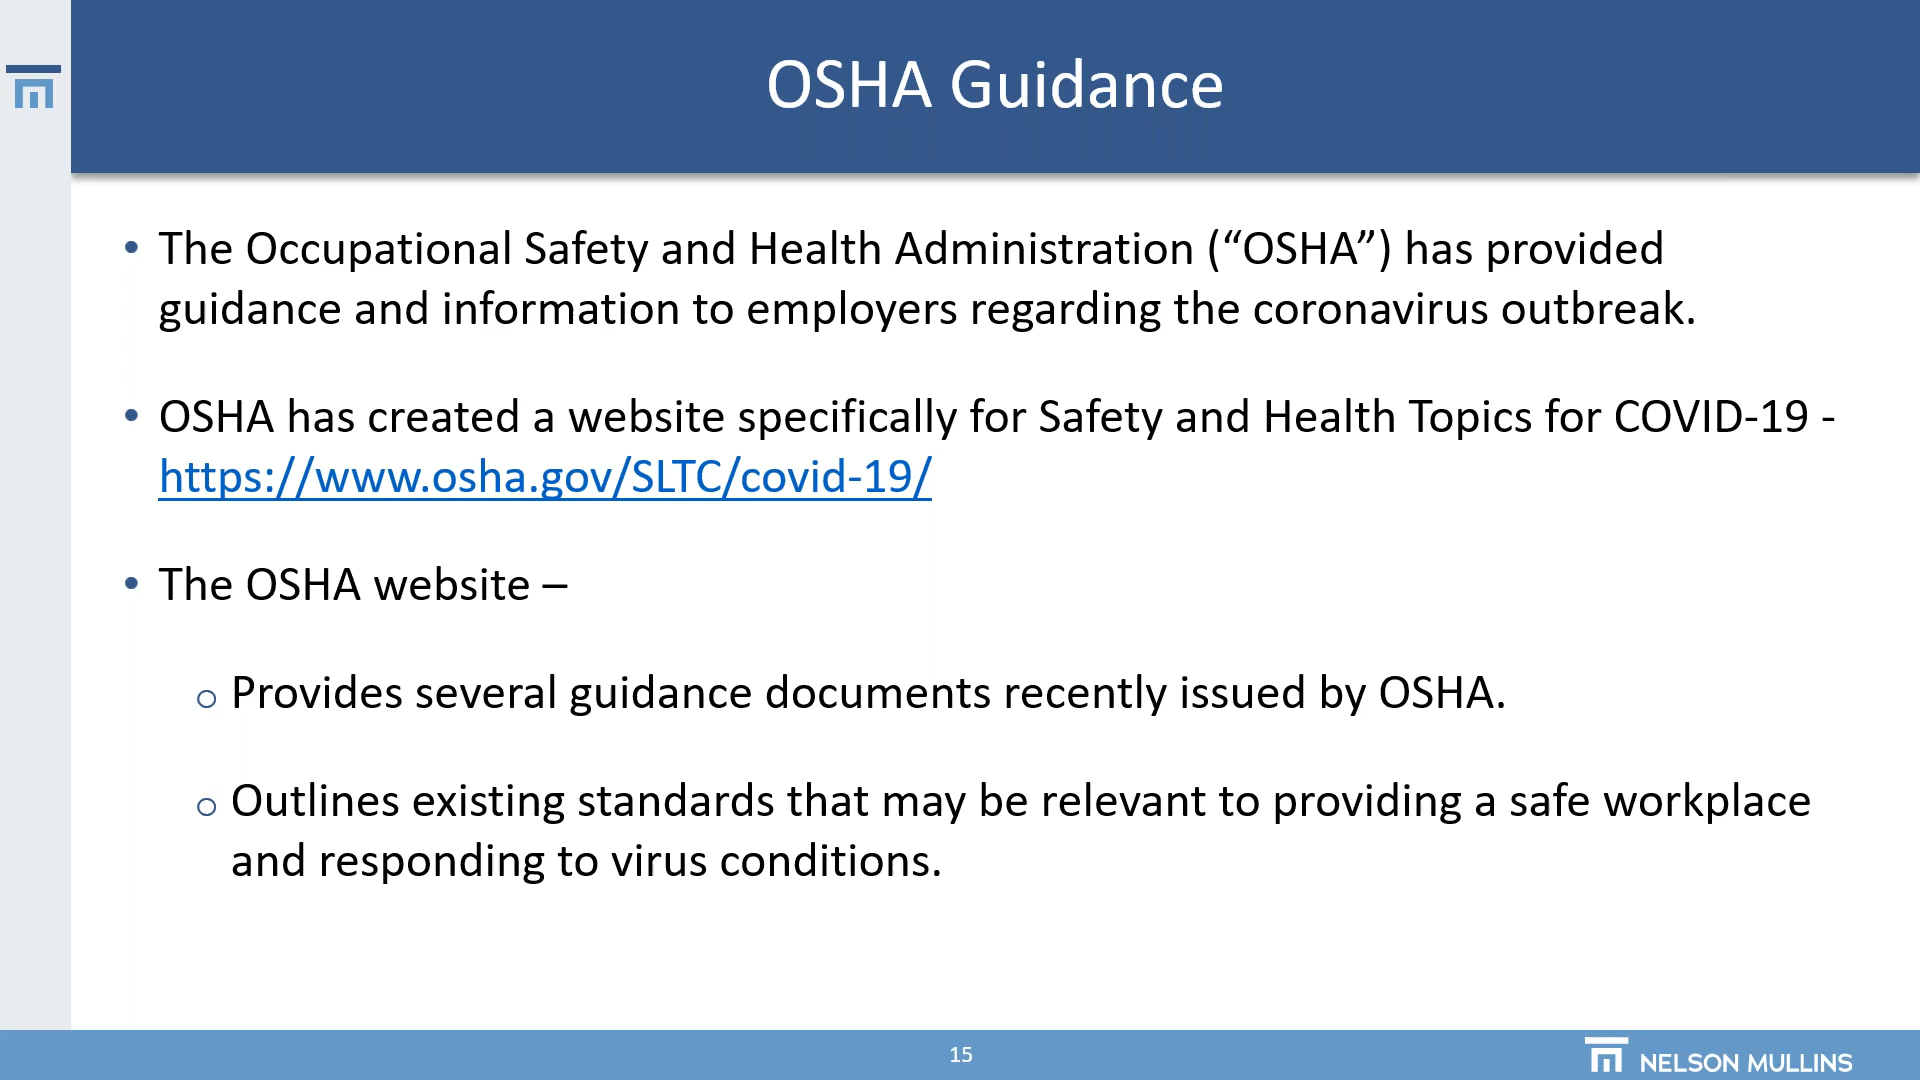 OSHA Guidance
• The Occupational Safety and Health Administration (“OSHA”) has provided
guidance and information to employers regarding the coronavirus outbreak.
• OSHA has created a website specifically for Safety and Health Topics for COVID-19 -
https://www.osha.gov/SLTC/covid-19/
• The OSHA website –
o Provides several guidance documents recently issued by OSHA.
o Outlines existing standards that may be relevant to providing a safe workplace
and responding to virus conditions.
15
NELSON MULLINS